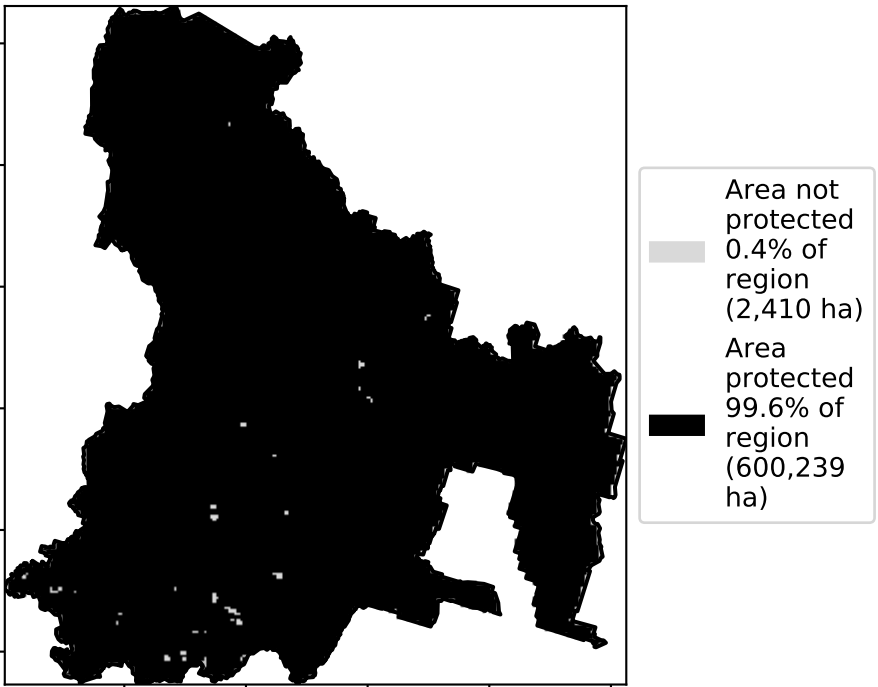 Area not
protected
0.4% of
region
(2,410 ha)
Area
protected
99.6% of
region
(600,239
ha)